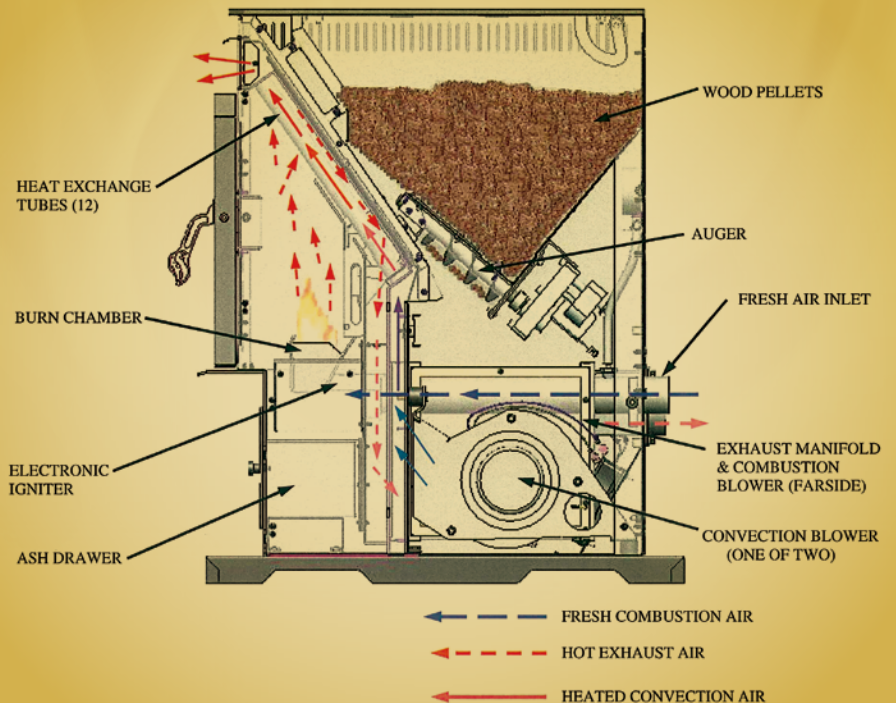 WOOD PELLETS
HEAT EXCHANGE
TUBES (12)
AUGER
FRESH AIR INLET
BURN CHAMBER
EXHAUST MANIFOLD
& COMBUSTION
BLOWER (FARSIDE)
ELECTRONIC
IGNITER
CONVECTION BLOWER
(ONE OF TWO)
ASH DRAWER
FRESH COMBUSTION AIR
HOT EXHAUST AIR
HEATED CONVECTION AIR